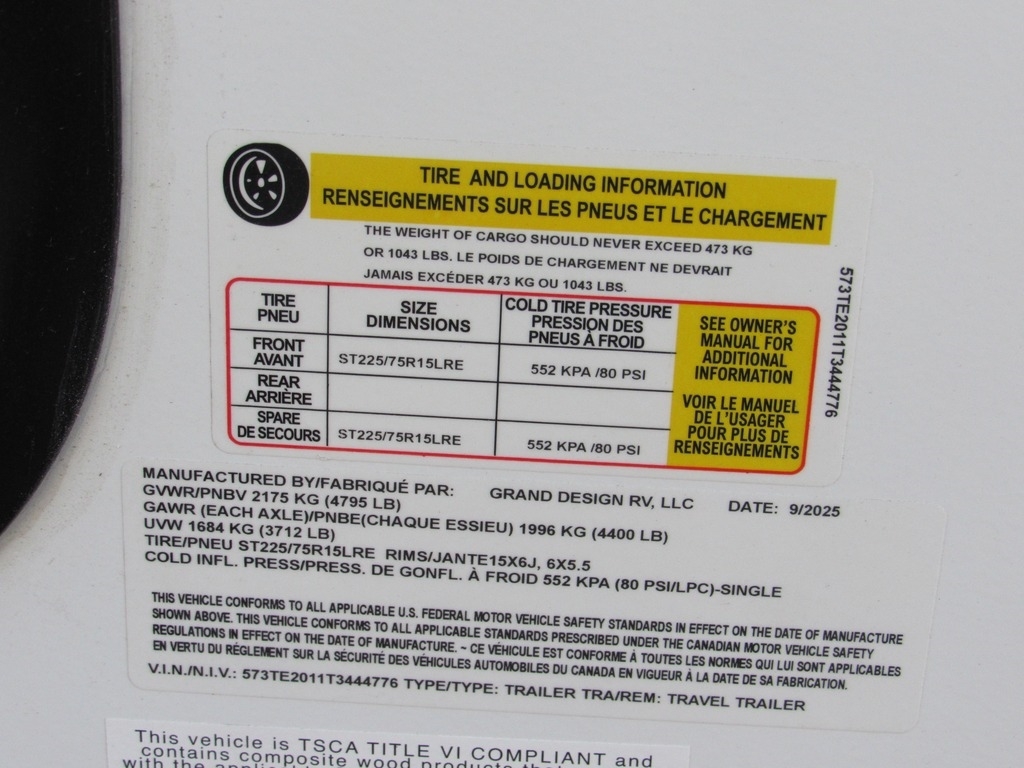 TIRE AND LOADING INFORMATION
RENSEIGNEMENTS SUR LES PNEUS ET LE CHARGEMENT
THE WEIGHT OF CARGO SHOULD NEVER EXCEED 473 KG
OR 1043 LBS. LE POIDS DE CHARGEMENT NE DEVRAIT
JAMAIS EXCÉDER 473 KG OU 1043 LBS.
TIRE
PNEU
SIZE
DIMENSIONS
COLD TIRE PRESSURE
PRESSION DES
PNEUS À FROID
FRONT
AVANT
ST225/75R15LRE
552 KPA /80 PSI
REAR
ARRIÈRE
SPARE
DE SECOURS
ST225/75R15LRE
552 KPA /80 PSI
SEE OWNER'S
MANUAL FOR
ADDITIONAL
INFORMATION
VOIR LE MANUEL
DE L'USAGER
POUR PLUS DE
RENSEIGNEMENTS
573TE2011T3444776
MANUFACTURED BY/FABRIQUÉ PAR: GRAND DESIGN RV, LLC DATE: 9/2025
GVWR/PNBV 2175 KG (4795 LB)
GAWR (EACH AXLE)/PNBE(CHAQUE ESSIEU) 1996 KG (4400 LB)
UVW 1684 KG (3712 LB)
TIRE/PNEU ST225/75R15LRE RIMS/JANTE15X6J, 6X5.5
COLD INFL. PRESS/PRESS. DE GONFL. À FROID 552 KPA (80 PSI/LPC)-SINGLE
THIS VEHICLE CONFORMS TO ALL APPLICABLE U.S. FEDERAL MOTOR VEHICLE SAFETY STANDARDS IN EFFECT ON THE DATE OF MANUFACTURE
SHOWN ABOVE. THIS VEHICLE CONFORMS TO ALL APPLICABLE STANDARDS PRESCRIBED UNDER THE CANADIAN MOTOR VEHICLE SAFETY
REGULATIONS IN EFFECT ON THE DATE OF MANUFACTURE. ~ CE VÉHICULE EST CONFORME À TOUTES LES NORMES QUI LUI SONT APPLICABLES
EN VERTU DU RÉGLEMENT SUR LA SÉCURITÉ DES VÉHICULES AUTOMOBILES DU CANADA EN VIGUEUR À LA DATE DE SA FABRICATION.
V.I.N./N.I.V.: 573TE2011T3444776 TYPE/TYPE: TRAILER TRA/REM: TRAVEL TRAILER
This vehicle is TSCA TITLE VI COMPLIANT and
contains composite wood products
with the